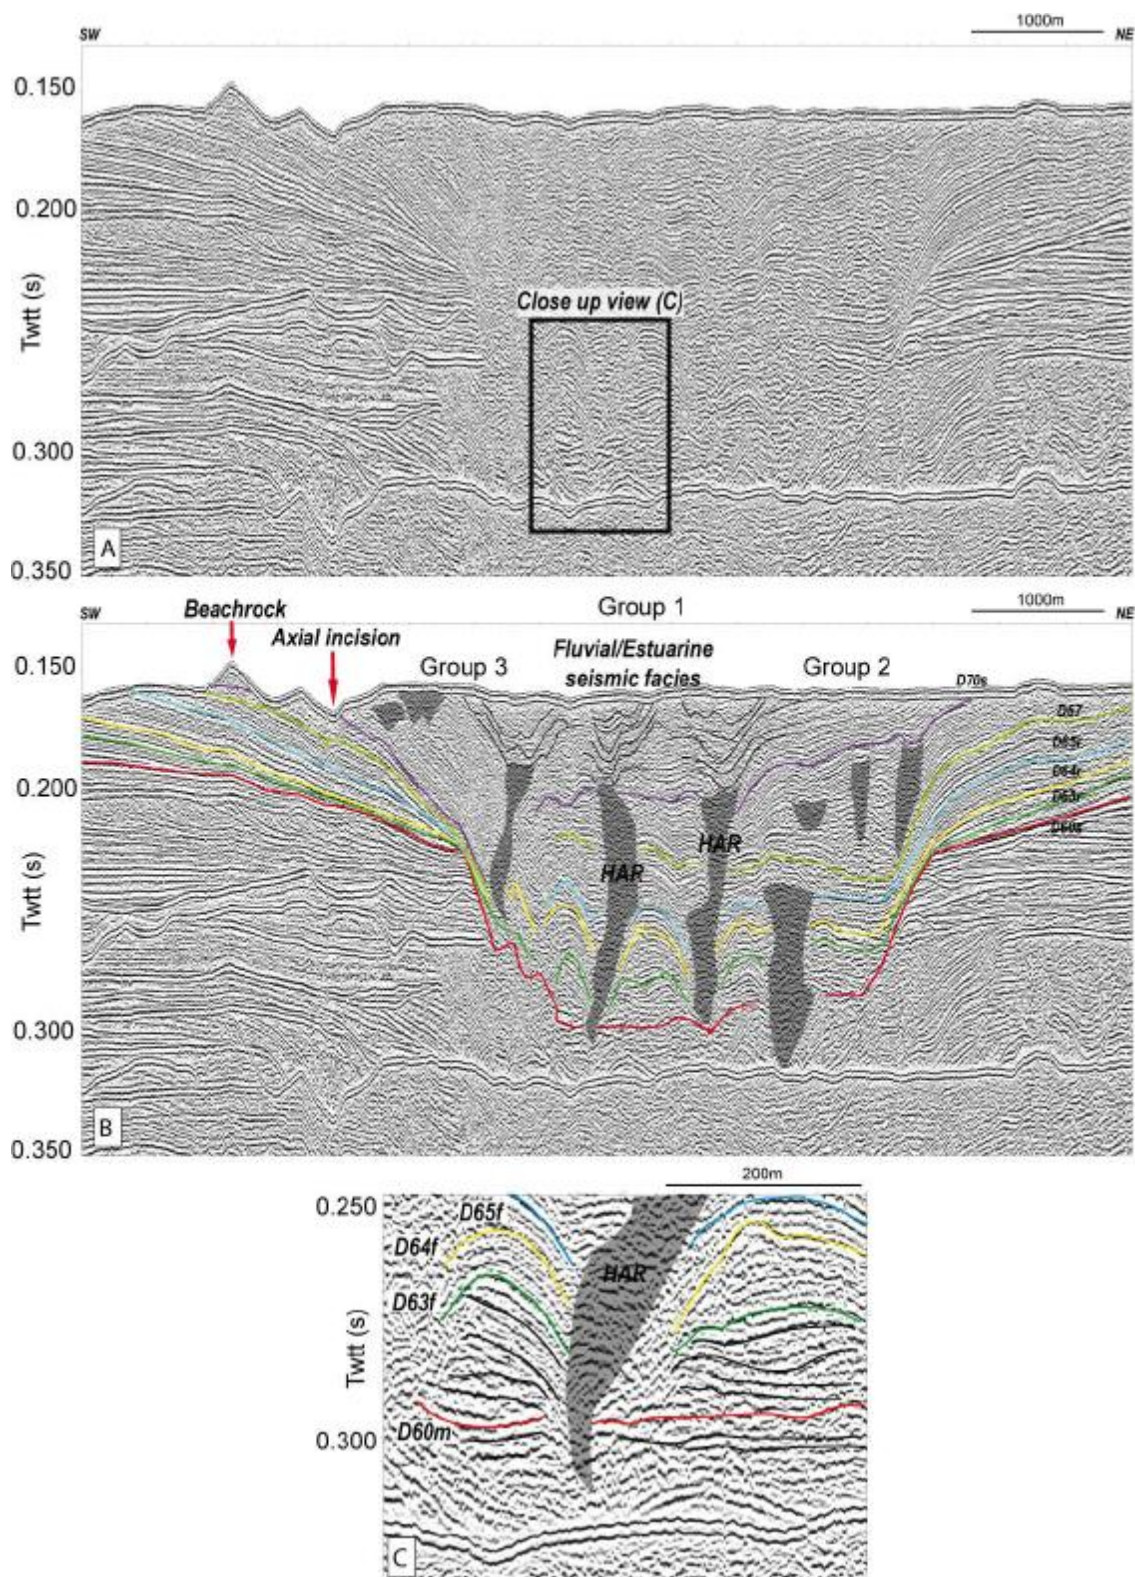 1000m
SW
NE
0.150
0.200
Close up view (C)
Twtt (s)
0.300
A
0.350
SW
Group 1
1000m
NE
Beachrock
Axial incision
0.150
Group 3
Fluvial/Estuarine
seismic facies
Group 2
D70s
D67
0.200
HAR
HAR
Twtt (s)
0.300
B
0.350
200m
0.250
D65f
D64f
HAR
D63f
Twtt (s)
D60m
0.300
C